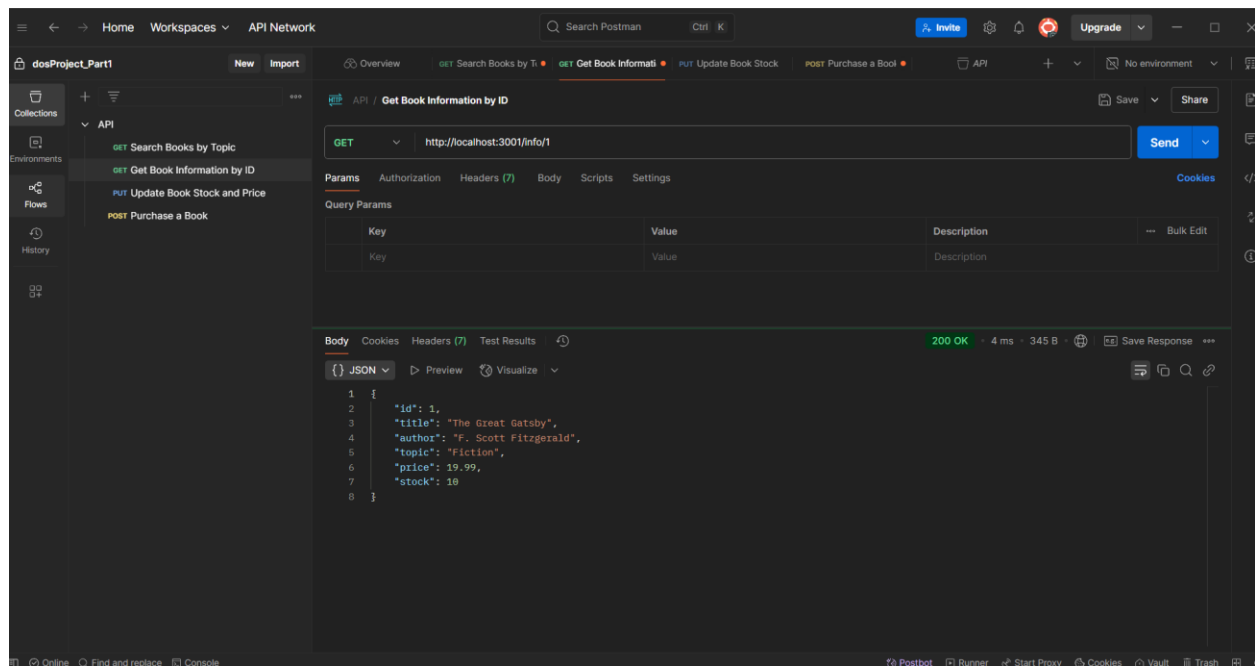 Home Workspaces API Network Search Postman Ctrl K Invite Upgrade
dosProject_Part1 New Import Overview GET Search Books by T GET Get Book Informati PUT Update Book Stock POST Purchase a Bool API No environment
Collections
API
API / Get Book Information by ID Save Share
Environments
GET Search Books by Topic
GET http://localhost:3001/info/1 Send
GET Get Book Information by ID
Flows
PUT Update Book Stock and Price
Params Authorization Headers (7) Body Scripts Settings Cookies
POST Purchase a Book
Query Params
History
Key Value Description Bulk Edit
Key Value Description
Body Cookies Headers (7) Test Results 200 OK 4 ms 345 B e.g. Save Response
{} JSON Preview Visualize
1 {
2 "id": 1,
3 "title": "The Great Gatsby",
4 "author": "F. Scott Fitzgerald",
5 "topic": "Fiction",
6 "price": 19.99,
7 "stock": 10
8 }
Online Find and replace Console Postbot Runner Start Proxy Cookies Vault Trash